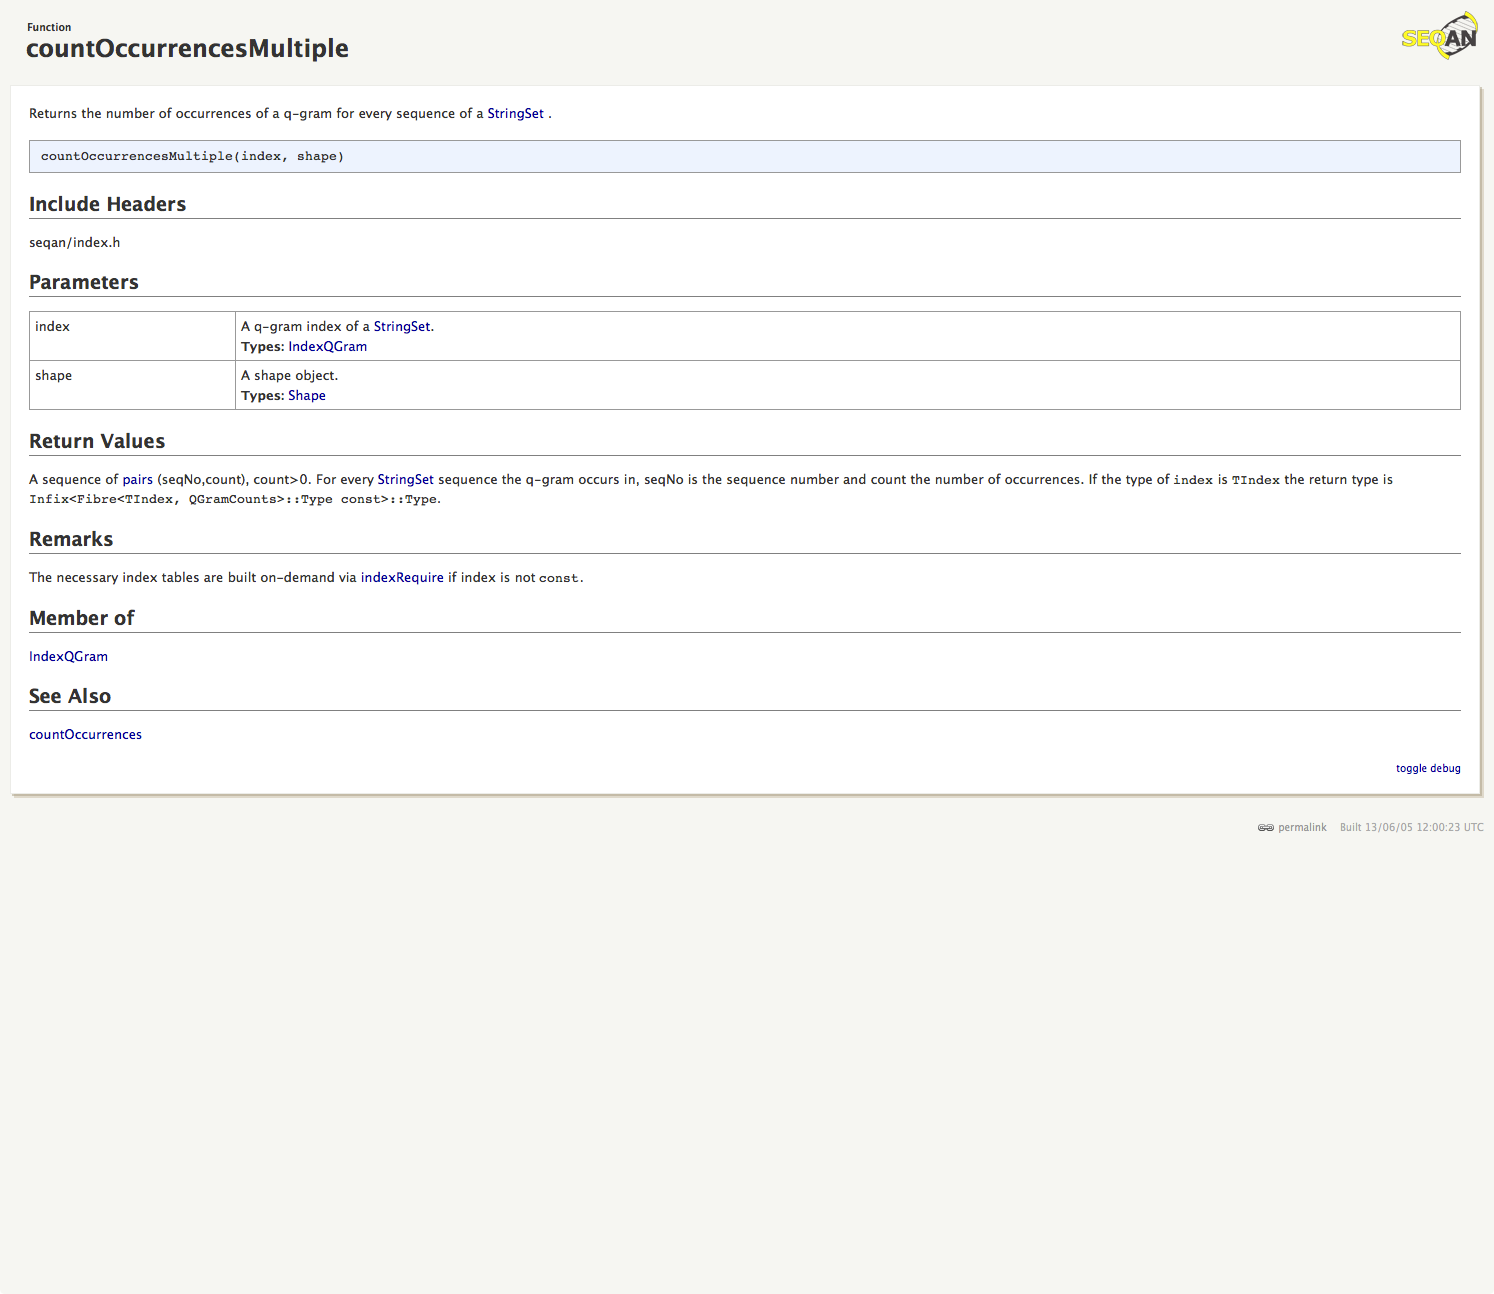 Function
countOccurrencesMultiple
SEQAN
Returns the number of occurrences of a q-gram for every sequence of a StringSet .
countOccurrencesMultiple(index, shape)
Include Headers
seqan/index.h
Parameters
index
A q-gram index of a StringSet.
Types: IndexQGram
shape
A shape object.
Types: Shape
Return Values
A sequence of pairs (seqNo,count), count>0. For every StringSet sequence the q-gram occurs in, seqNo is the sequence number and count the number of occurrences. If the type of index is TIndex the return type is
Infix<Fibre<TIndex, QGramCounts>::Type const>::Type.
Remarks
The necessary index tables are built on-demand via indexRequire if index is not const.
Member of
IndexQGram
See Also
countOccurrences
toggle debug
permalink Built 13/06/05 12:00:23 UTC